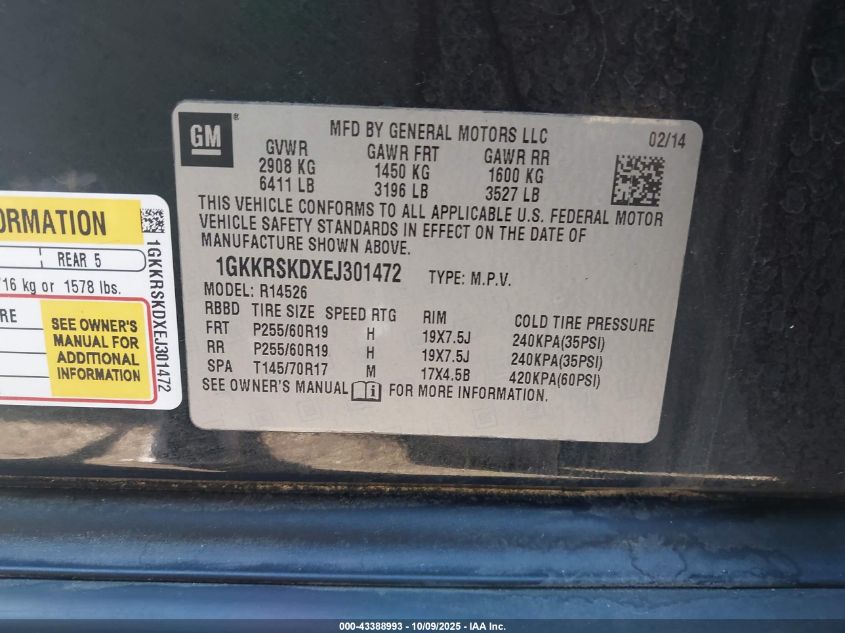 GM
MFD BY GENERAL MOTORS LLC 02/14
GVWR GAWR FRT GAWR RR
2908 KG 1450 KG 1600 KG
6411 LB 3196 LB 3527 LB
THIS VEHICLE CONFORMS TO ALL APPLICABLE U.S. FEDERAL MOTOR
VEHICLE SAFETY STANDARDS IN EFFECT ON THE DATE OF
MANUFACTURE SHOWN ABOVE.
1GKKRSKDXEJ301472 TYPE: M.P.V.
MODEL: R14526
RBBD TIRE SIZE SPEED RTG RIM COLD TIRE PRESSURE
FRT P255/60R19 H 19X7.5J 240KPA(35PSI)
RR P255/60R19 H 19X7.5J 240KPA(35PSI)
SPA T145/70R17 M 17X4.5B 420KPA(60PSI)
SEE OWNER'S MANUAL FOR MORE INFORMATION.
ORMATION
REAR 5
16 kg or 1578 lbs.
RE
SEE OWNER'S
MANUAL FOR
ADDITIONAL
INFORMATION
1GKKRSKDXEJ301472
000-43388993 - 10/09/2025 - IAA Inc.